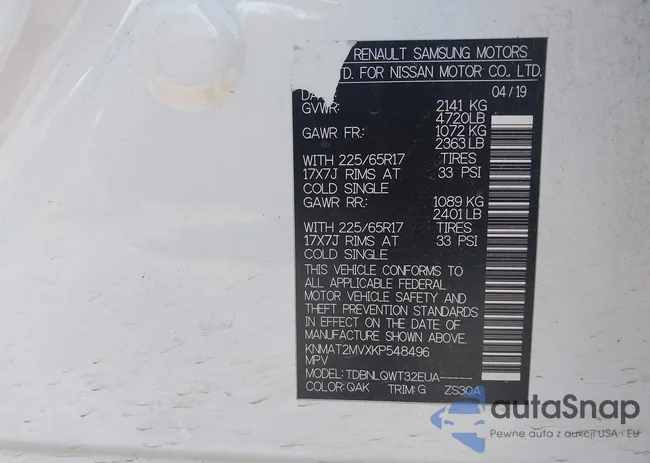 RENAULT SAMSUNG MOTORS
D. FOR NISSAN MOTOR CO., LTD.
04/19
GVWR: 2141 KG
4720LB
GAWR FR: 1072 KG
2363 LB
WITH 225/65R17 TIRES
17X7J RIMS AT 33 PSI
COLD SINGLE
GAWR RR: 1089 KG
2401 LB
WITH 225/65R17 TIRES
17X7J RIMS AT 33 PSI
COLD SINGLE
THIS VEHICLE CONFORMS TO
ALL APPLICABLE FEDERAL
MOTOR VEHICLE SAFETY AND
THEFT PREVENTION STANDARDS
IN EFFECT ON THE DATE OF
MANUFACTURE SHOWN ABOVE.
KNMAT2MVXKP548496
MPV
MODEL: TDBNLQWT32EUA-----
COLOR: QAK TRIM: G ZS30A
autaSnap
Pewne auta z aukcji USA i EU